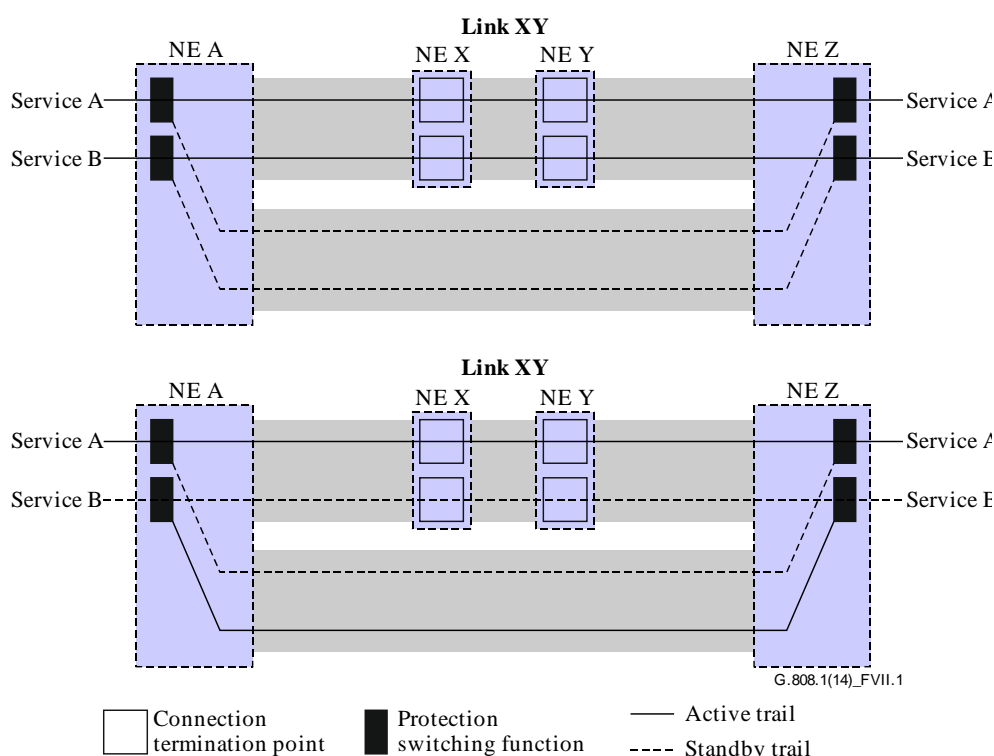 Link XY
NE A
NE X
NE Y
NE Z
Service A
Service A
Service B
Service B
Link XY
NE A
NE X
NE Y
NE Z
Service A
Service A
Service B
Service B
G.808.1(14)_FVII.1
Connection
termination point
Protection
switching function
Active trail
Standby trail